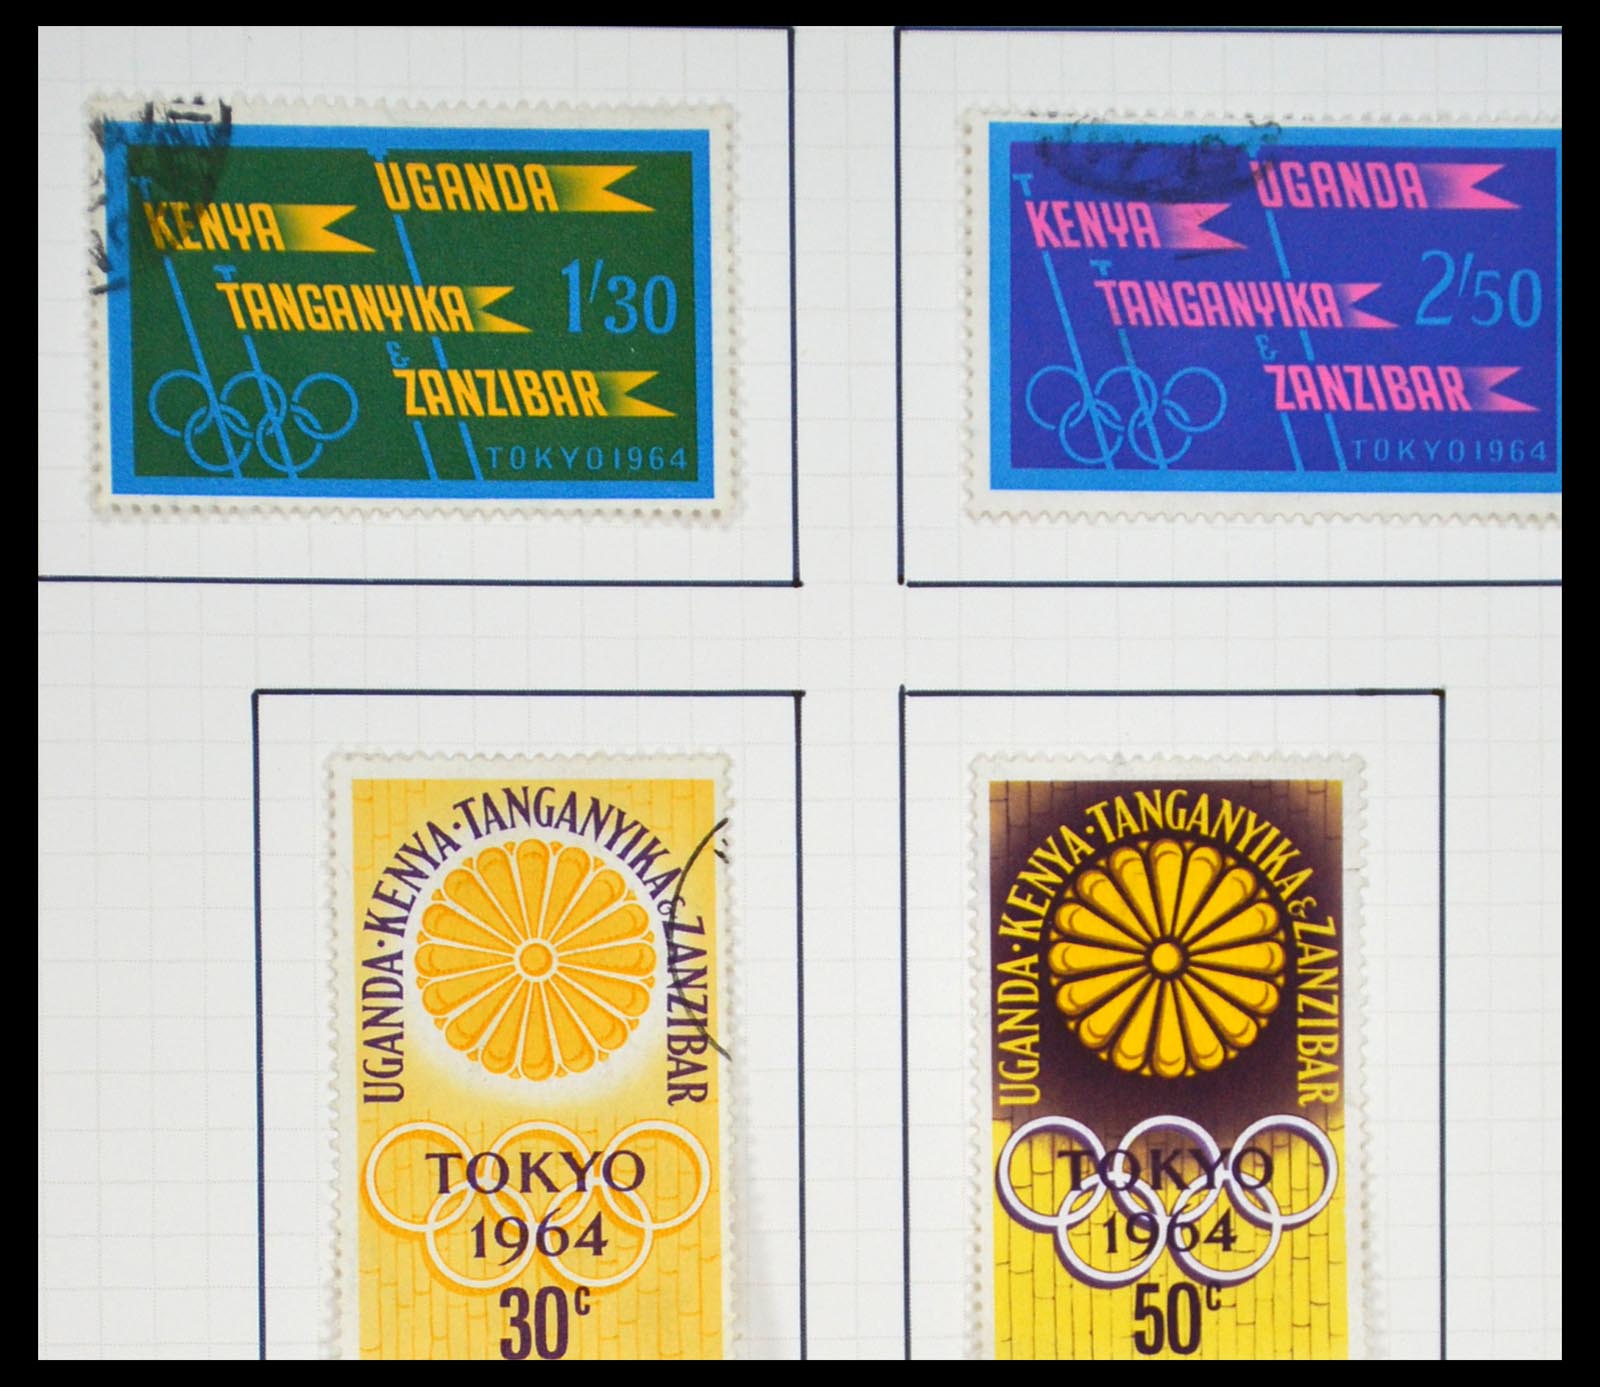 UGANDA
KENYA
TANGANYIKA 1/30
&
ZANZIBAR
TOKYO 1964
UGANDA
KENYA
TANGANYIKA 2/50
&
ZANZIBAR
TOKYO 1964
UGANDA · KENYA · TANGANYIKA & ZANZIBAR
TOKYO
1964
30c
UGANDA · KENYA · TANGANYIKA & ZANZIBAR
TOKYO
1964
50c